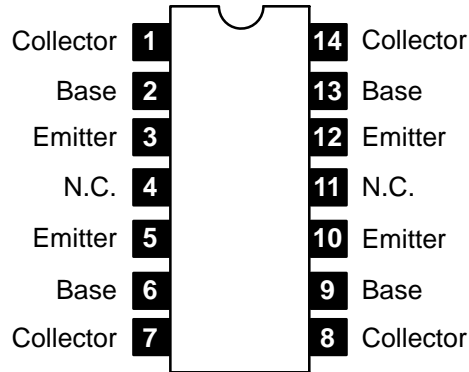 Collector 1 14 Collector
Base 2 13 Base
Emitter 3 12 Emitter
N.C. 4 11 N.C.
Emitter 5 10 Emitter
Base 6 9 Base
Collector 7 8 Collector